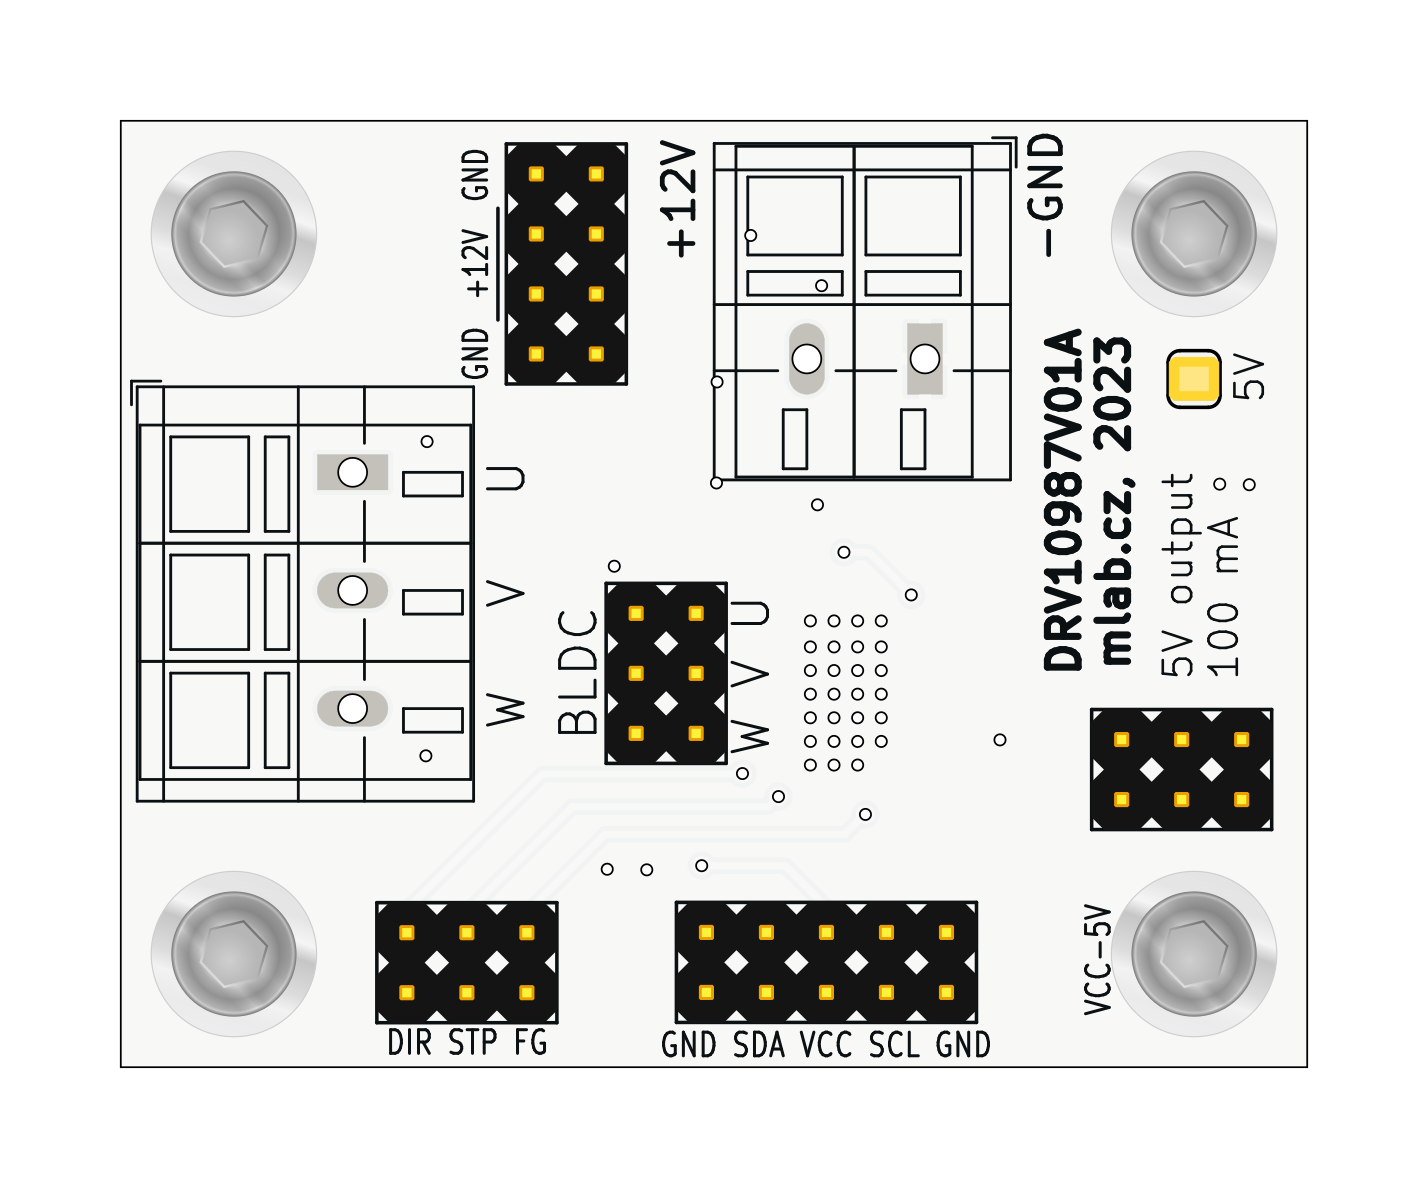 GND
+12V
GND
+12V
-GND
DRV10987V01A
mlab.cz, 2023
5V
5V output
100 mA
U
V
W
BLDC
U
V
W
VCC-5V
DIR STP FG
GND SDA VCC SCL GND